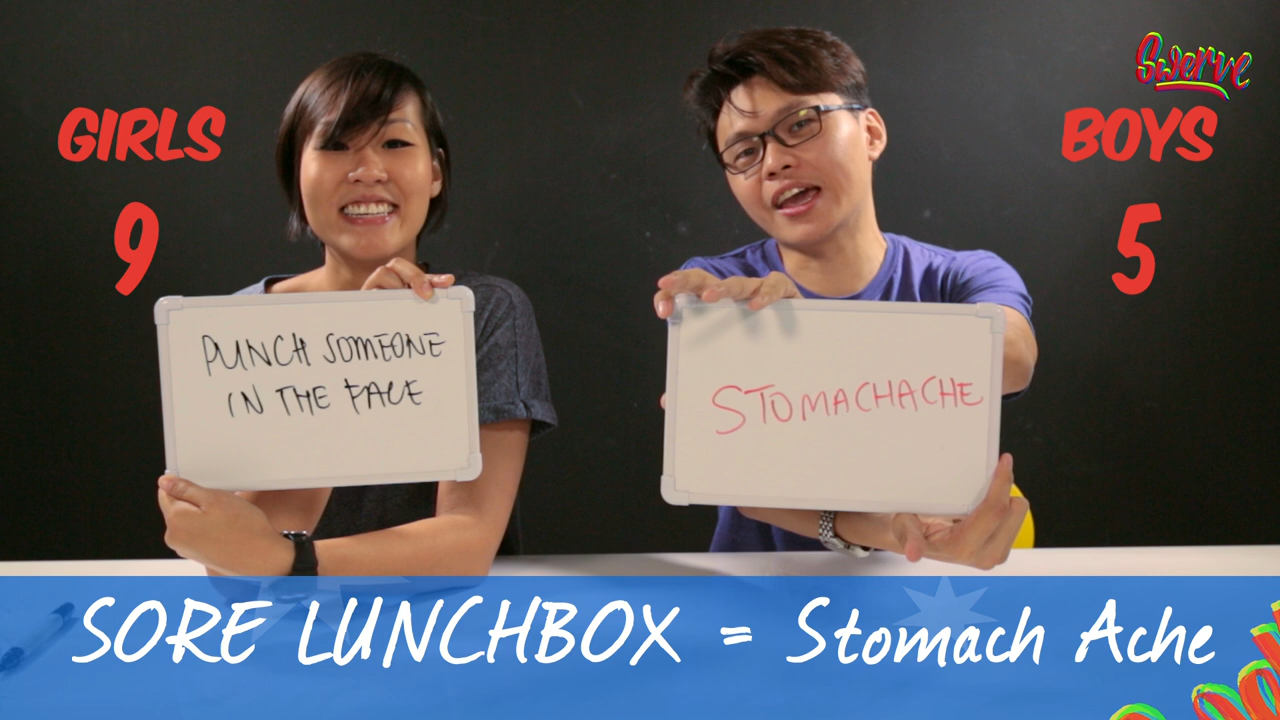 Swerve
GIRLS
9
BOYS
5
PUNCH SOMEONE
IN THE FACE
STOMACHACHE
SORE LUNCHBOX = Stomach Ache